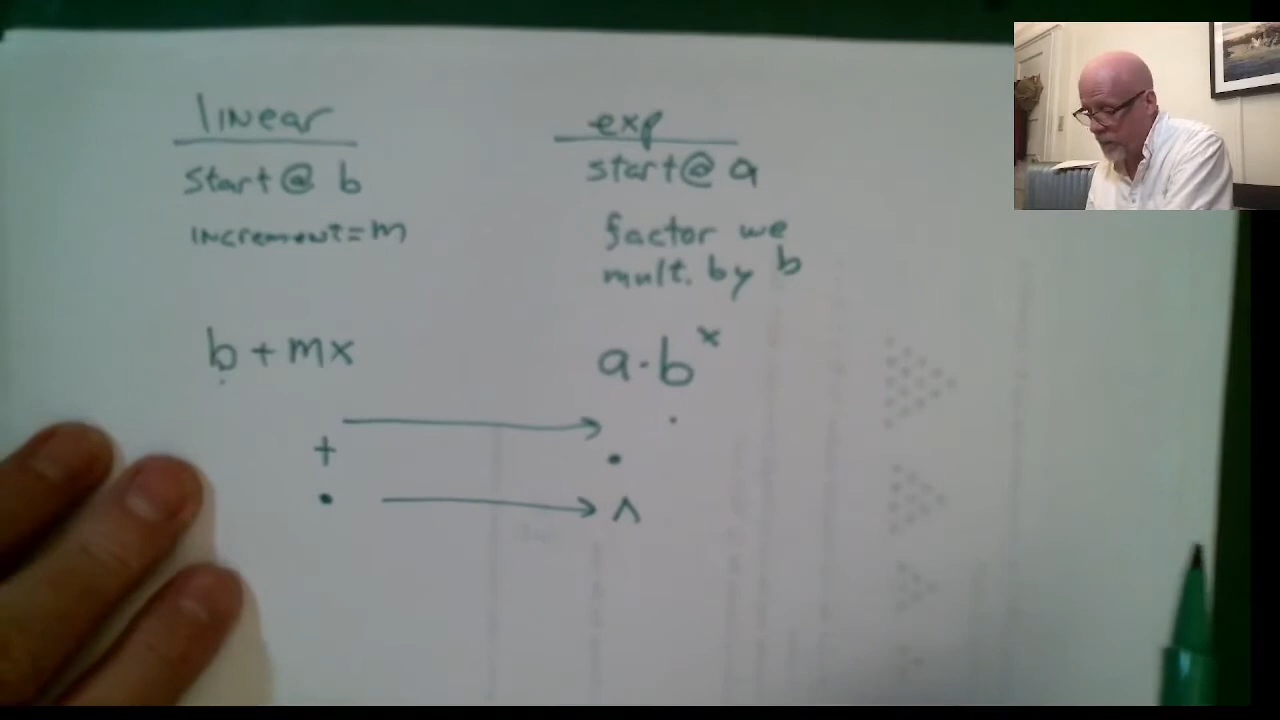 linear
start @ b
increment = m
b + mx
exp
start @ a
factor we
mult. by b
a · b^x
+ → •
• → ^